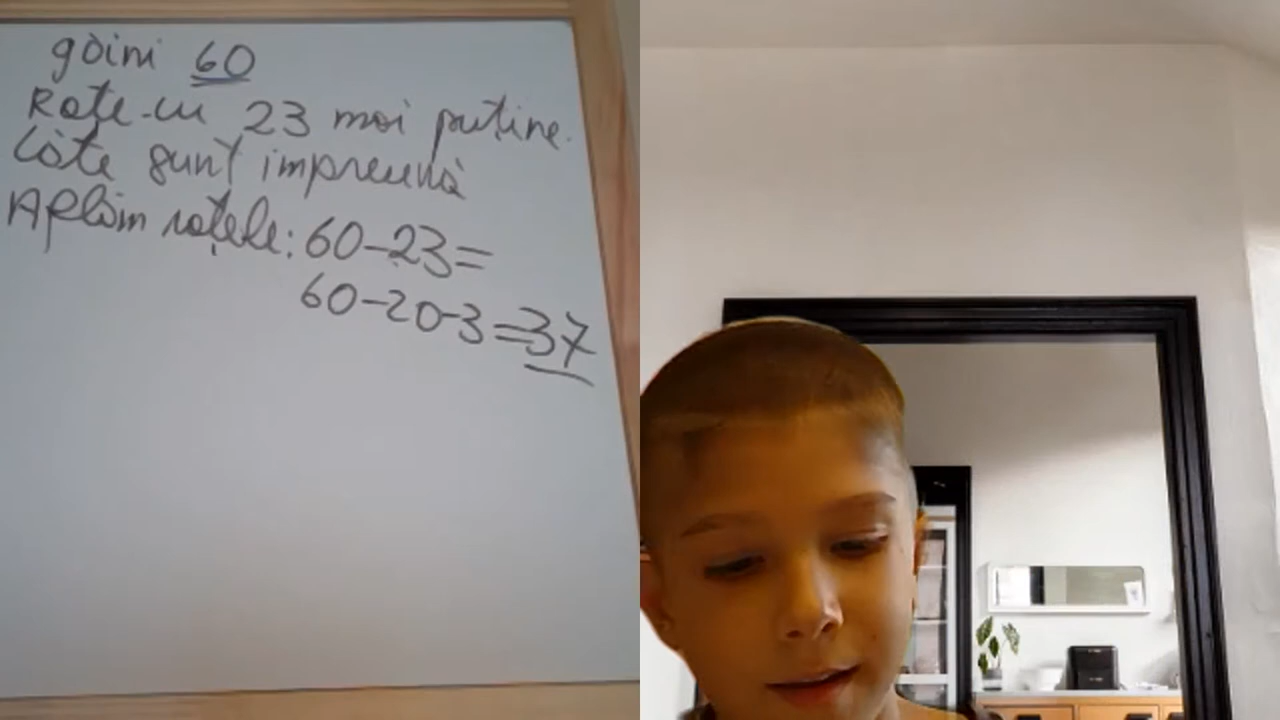 găini 60
Rațe-cu 23 mai puține.
Câte sunt împreună
Aflăm rațele: 60-23=
60-20-3=37